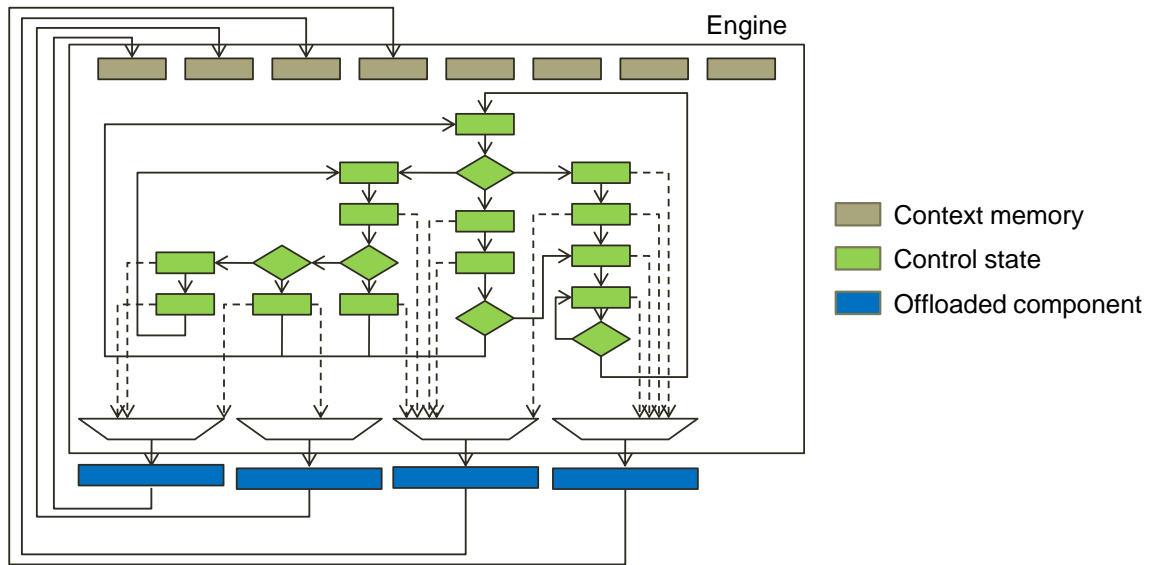 Engine
Context memory
Control state
Offloaded component